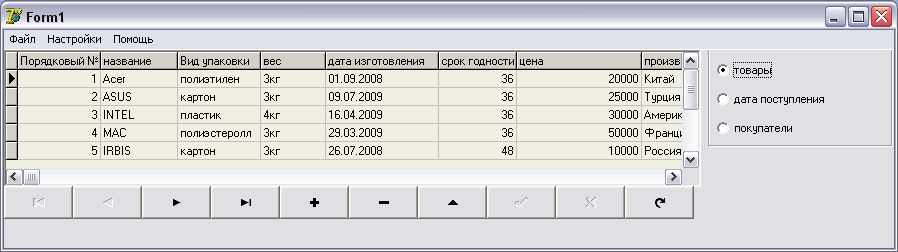 Form1
Файл Настройки Помощь
Порядковый № название Вид упаковки вес дата изготовления срок годности цена произв
1 Acer полиэтилен 3кг 01.09.2008 36 20000 Китай
2 ASUS картон 3кг 09.07.2009 36 25000 Турция
3 INTEL пластик 4кг 16.04.2009 36 30000 Америк
4 MAC полиэстеролл 3кг 29.03.2009 36 50000 Франци
5 IRBIS картон 3кг 26.07.2008 48 10000 Россия
товары
дата поступления
покупатели